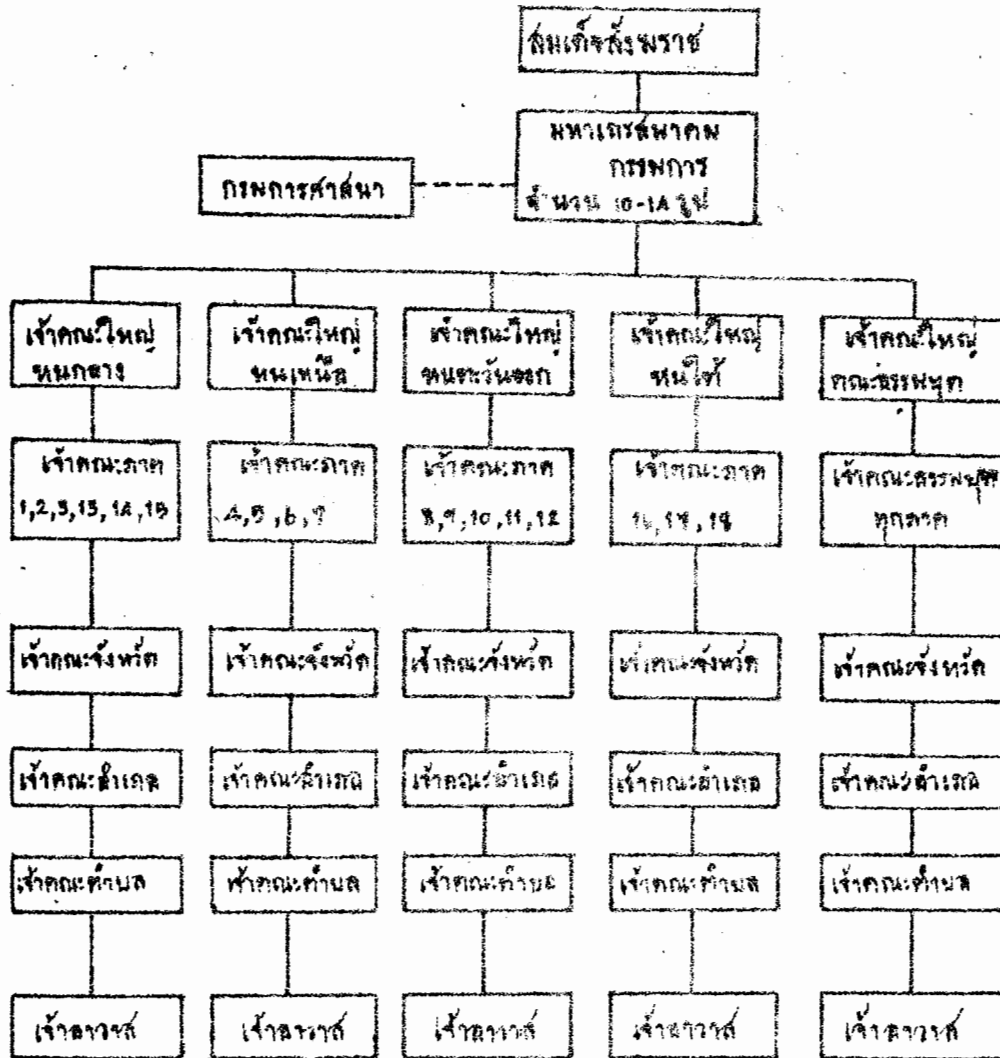 สมเด็จสังฆราช
มหาเถรสมาคม
กรรมการ
จำนวน 10-14 รูป
กรมการศาสนา
เจ้าคณะใหญ่
หนกลาง
เจ้าคณะใหญ่
หนเหนือ
เจ้าคณะใหญ่
หนตะวันออก
เจ้าคณะใหญ่
หนใต้
เจ้าคณะใหญ่
คณะธรรมยุต
เจ้าคณะภาค
1,2,3,13,14,15
เจ้าคณะภาค
4,5,6,7
เจ้าคณะภาค
8,9,10,11,12
เจ้าคณะภาค
16,17,18
เจ้าคณะธรรมยุต
ทุกภาค
เจ้าคณะจังหวัด
เจ้าคณะจังหวัด
เจ้าคณะจังหวัด
เจ้าคณะจังหวัด
เจ้าคณะจังหวัด
เจ้าคณะอำเภอ
เจ้าคณะอำเภอ
เจ้าคณะอำเภอ
เจ้าคณะอำเภอ
เจ้าคณะอำเภอ
เจ้าคณะตำบล
เจ้าคณะตำบล
เจ้าคณะตำบล
เจ้าคณะตำบล
เจ้าคณะตำบล
เจ้าอาวาส
เจ้าอาวาส
เจ้าอาวาส
เจ้าอาวาส
เจ้าอาวาส